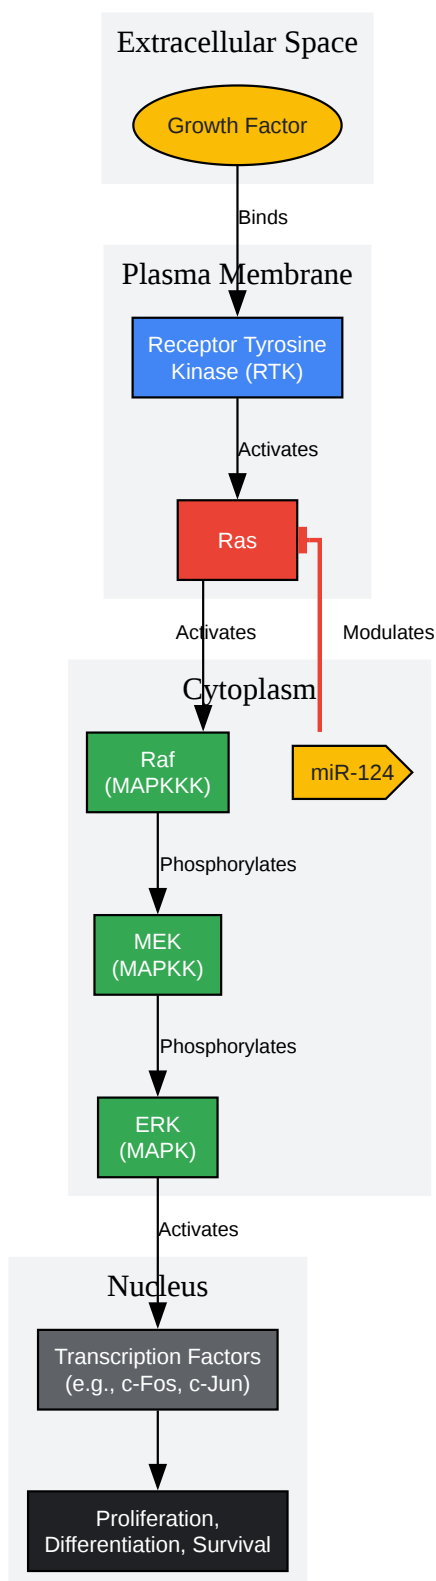 Extracellular Space
Growth Factor
Binds
Plasma Membrane
Receptor Tyrosine
Kinase (RTK)
Activates
Ras
Activates
Modulates
Cytoplasm
Raf
(MAPKKK)
miR-124
Phosphorylates
MEK
(MAPKK)
Phosphorylates
ERK
(MAPK)
Activates
Nucleus
Transcription Factors
(e.g., c-Fos, c-Jun)
Proliferation,
Differentiation, Survival